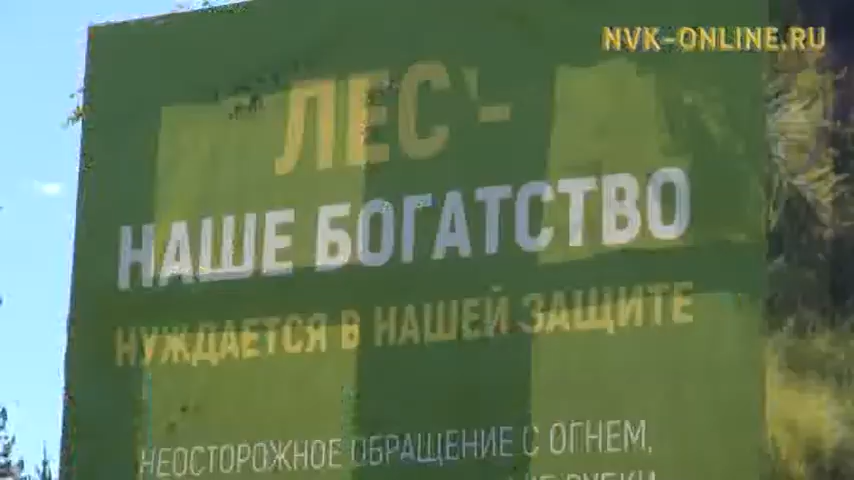 NVK-ONLINE.RU
ЛЕС -
НАШЕ БОГАТСТВО
НУЖДАЕТСЯ В НАШЕЙ ЗАЩИТЕ
НЕОСТОРОЖНОЕ ОБРАЩЕНИЕ С ОГНЕМ,